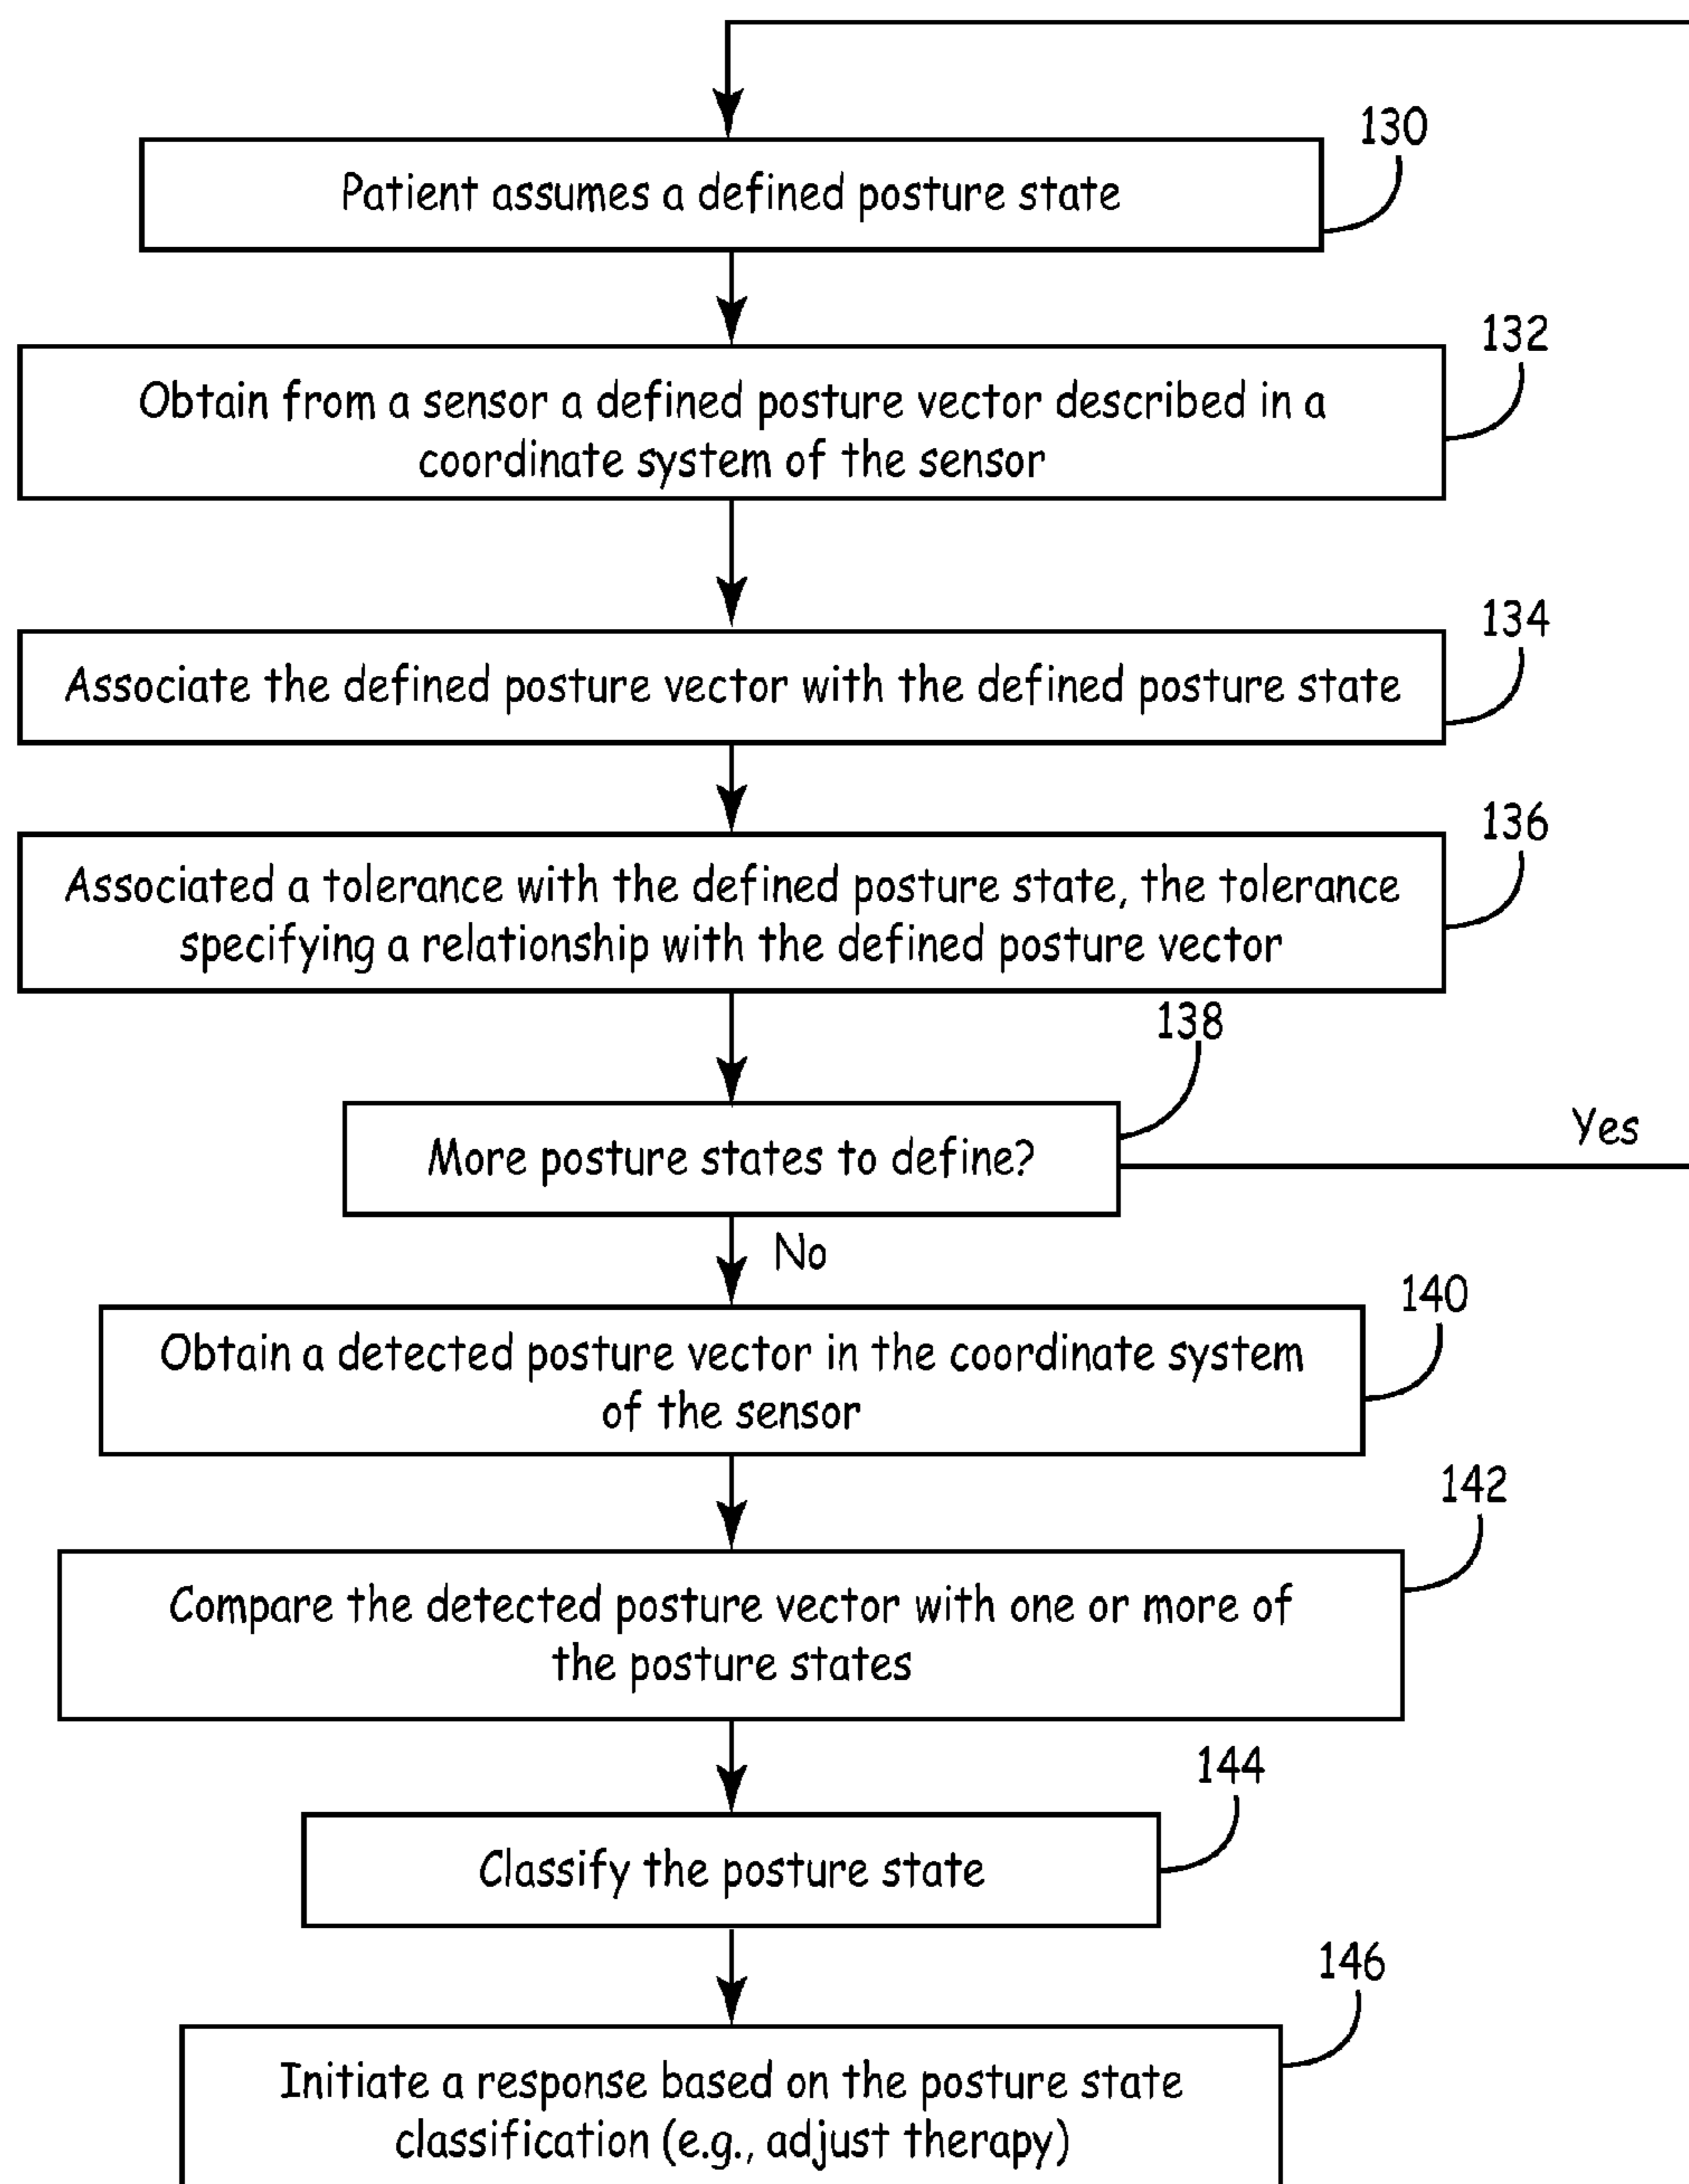 130
Patient assumes a defined posture state
132
Obtain from a sensor a defined posture vector described in a
coordinate system of the sensor
134
Associate the defined posture vector with the defined posture state
136
Associated a tolerance with the defined posture state, the tolerance
specifying a relationship with the defined posture vector
138
More posture states to define?
Yes
No
140
Obtain a detected posture vector in the coordinate system
of the sensor
142
Compare the detected posture vector with one or more of
the posture states
144
Classify the posture state
146
Initiate a response based on the posture state
classification (e.g., adjust therapy)